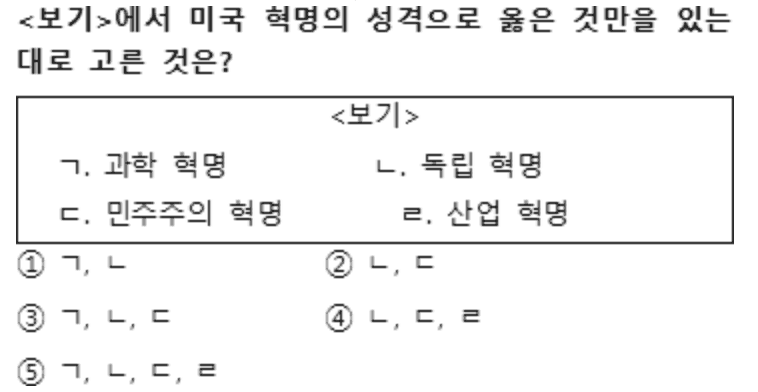 <보기>에서 미국 혁명의 성격으로 옳은 것만을 있는
대로 고른 것은?
<보기>
ㄱ. 과학 혁명 ㄴ. 독립 혁명
ㄷ. 민주주의 혁명 ㄹ. 산업 혁명
① ㄱ, ㄴ ② ㄴ, ㄷ
③ ㄱ, ㄴ, ㄷ ④ ㄴ, ㄷ, ㄹ
⑤ ㄱ, ㄴ, ㄷ, ㄹ